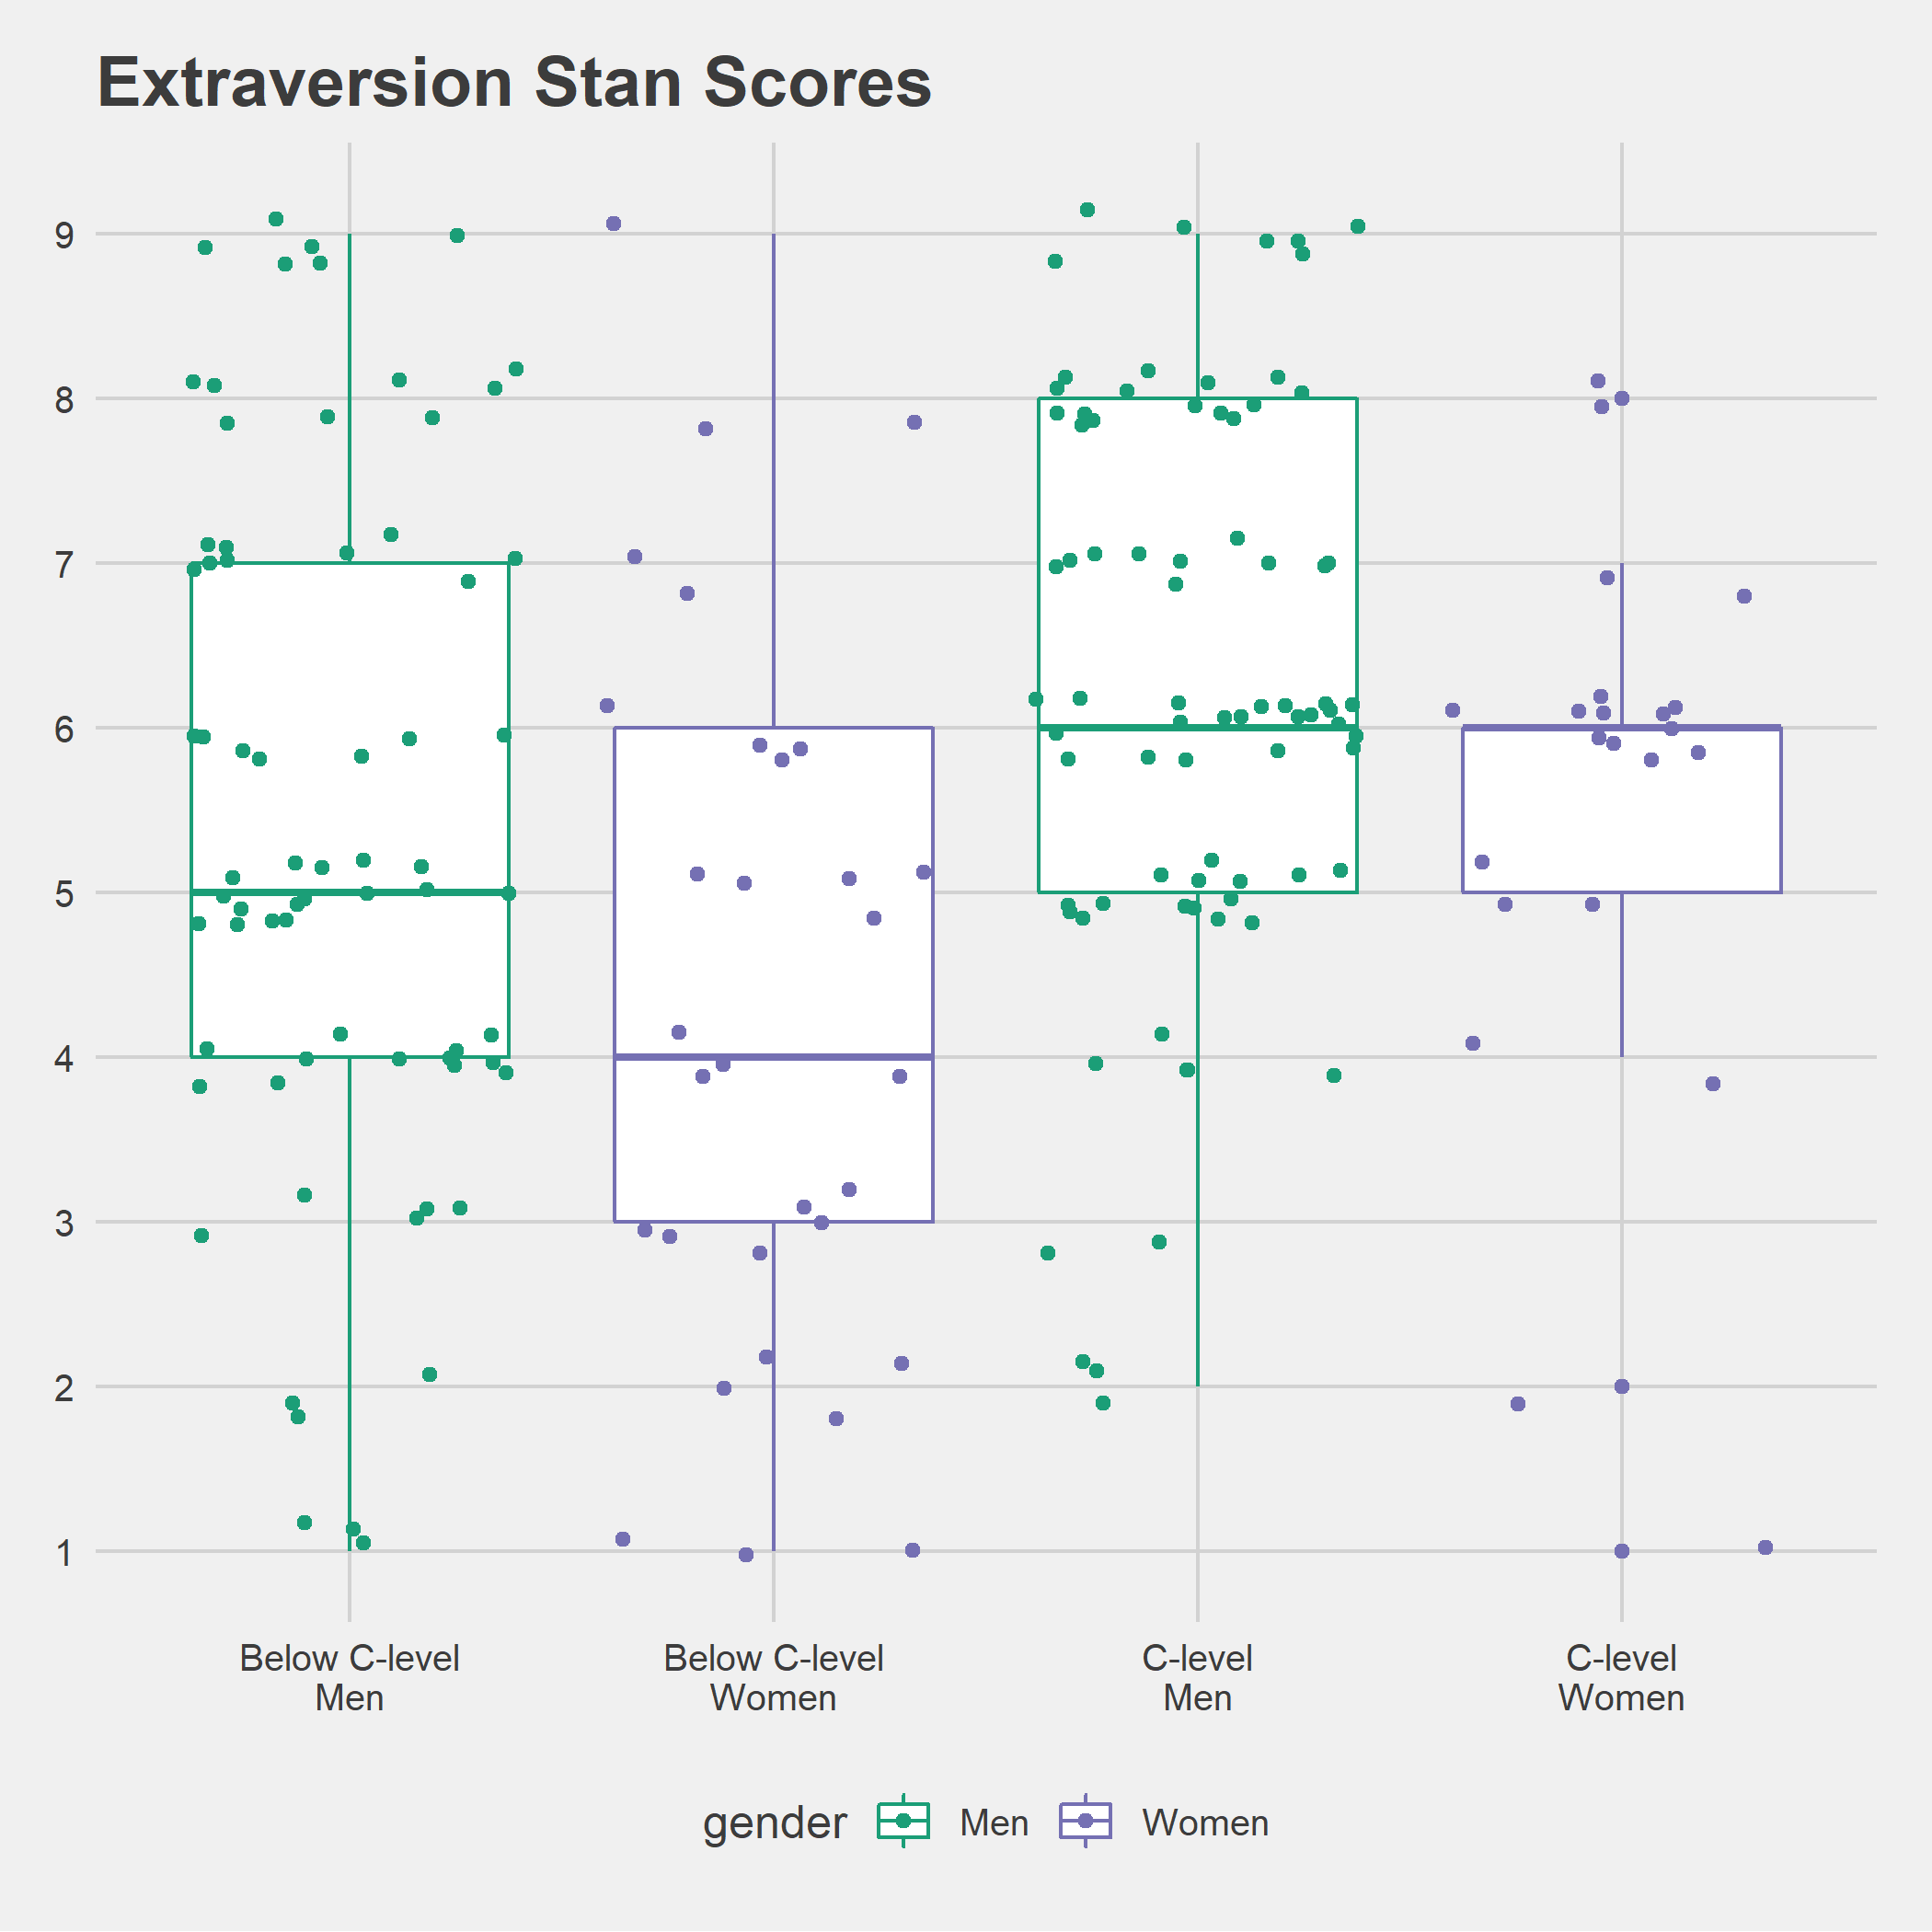 Extraversion Stan Scores
9
8
7
6
5
4
3
2
1
Below C-level
Men
Below C-level
Women
C-level
Men
C-level
Women
gender
Men
Women